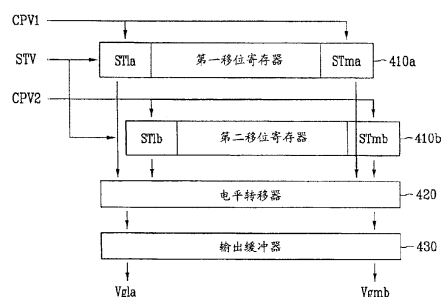 CPV1
STV
ST1a 第一移位寄存器 STma 410a
CPV2
ST1b 第二移位寄存器 STmb 410b
电平转移器 420
输出缓冲器 430
Vg1a Vgmb